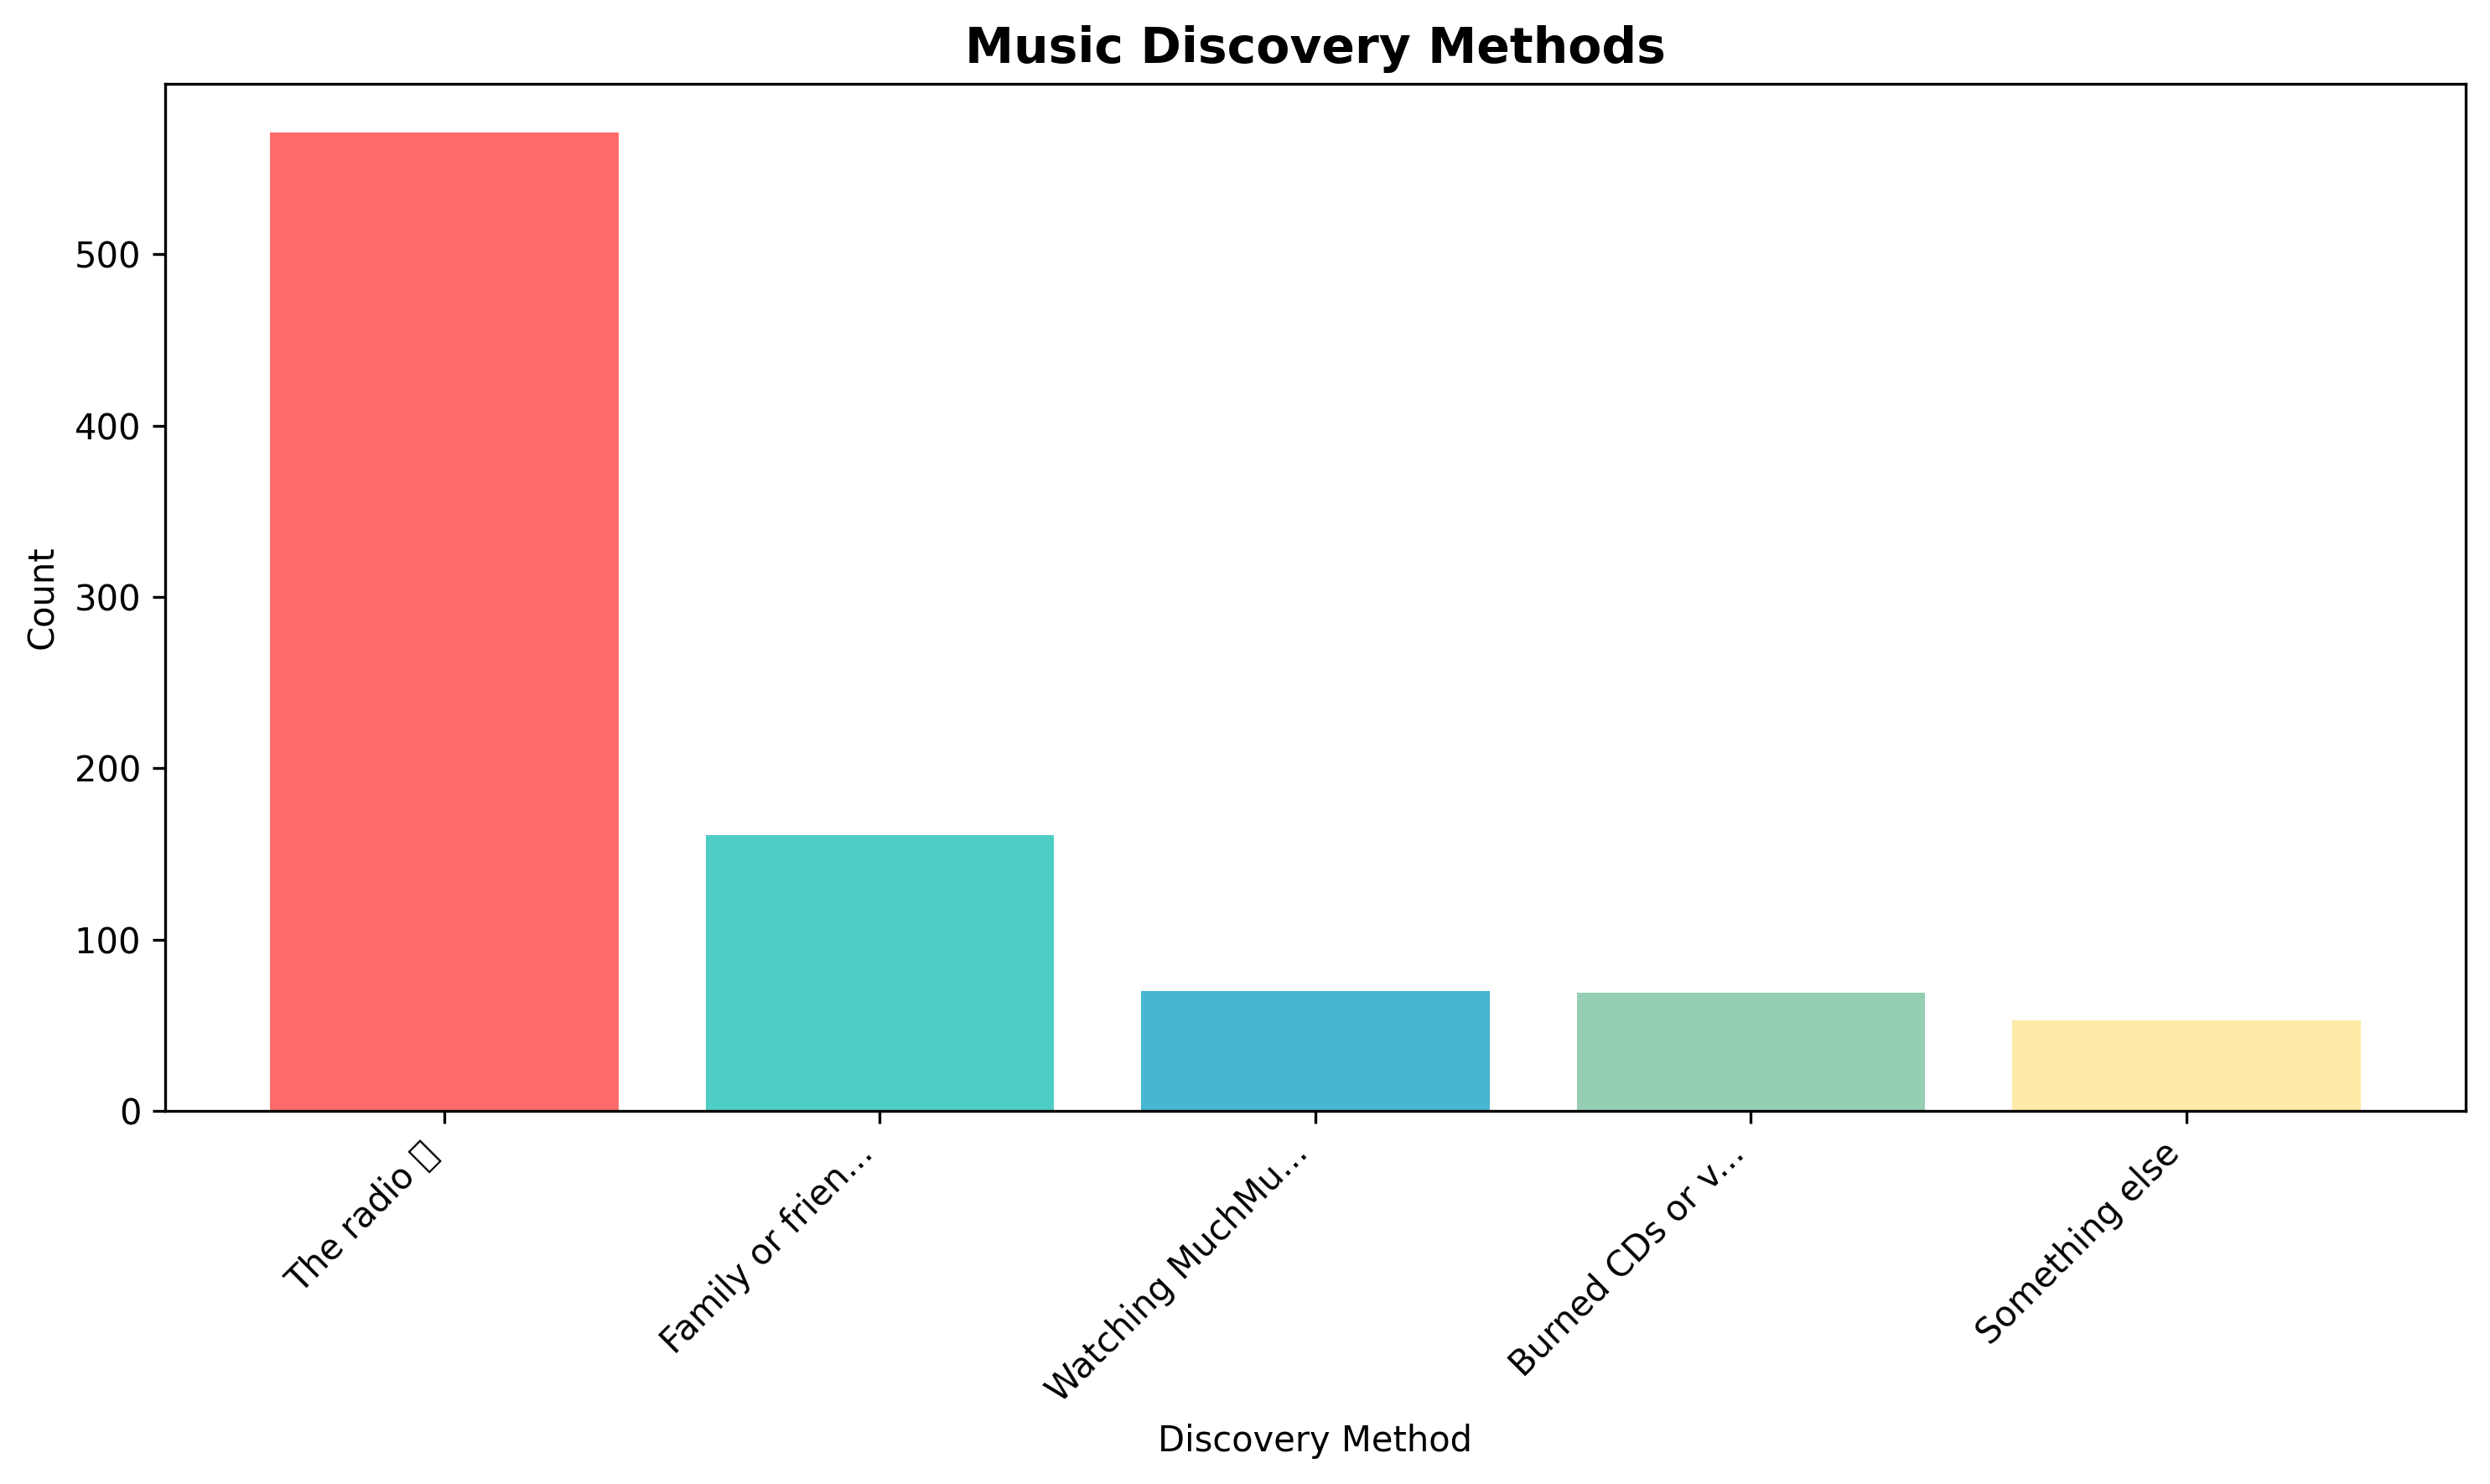 Music Discovery Methods
500
400
300
200
100
0
Count
The radio
Family or frien...
Watching MuchMu...
Burned CDs or v...
Something else
Discovery Method